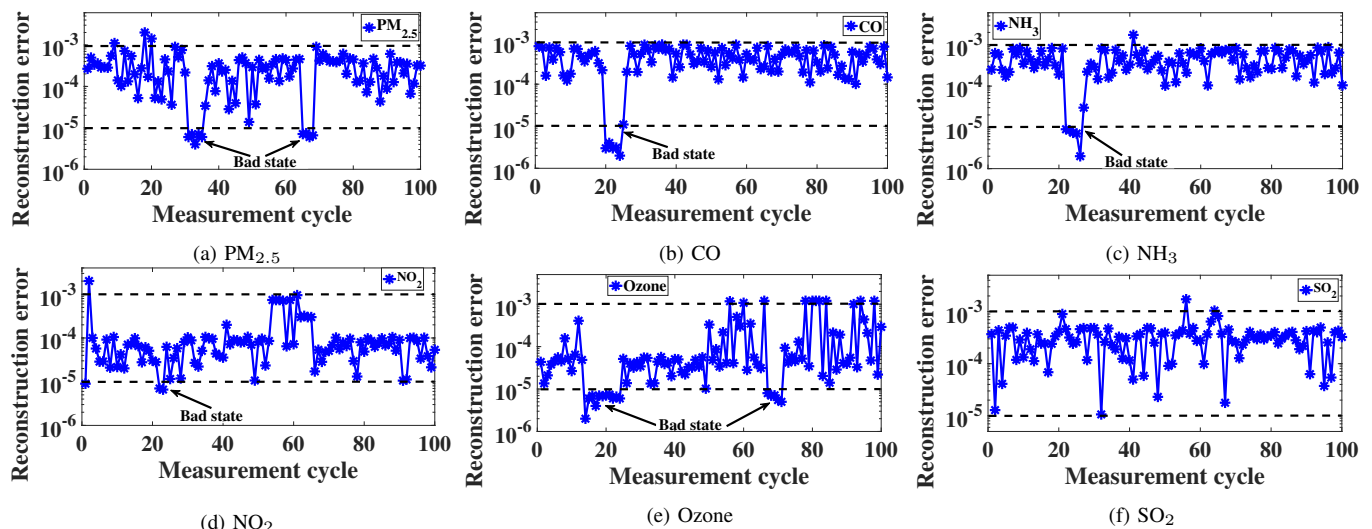 Reconstruction error
10^-3
10^-4
10^-5
10^-6
PM2.5
Bad state
0 20 40 60 80 100
Measurement cycle
(a) PM2.5
Reconstruction error
10^-3
10^-4
10^-5
10^-6
CO
Bad state
0 20 40 60 80 100
Measurement cycle
(b) CO
Reconstruction error
10^-3
10^-4
10^-5
10^-6
NH3
Bad state
0 20 40 60 80 100
Measurement cycle
(c) NH3
Reconstruction error
10^-3
10^-4
10^-5
10^-6
NO2
Bad state
0 20 40 60 80 100
Measurement cycle
(d) NO2
Reconstruction error
10^-3
10^-4
10^-5
10^-6
Ozone
Bad state
0 20 40 60 80 100
Measurement cycle
(e) Ozone
Reconstruction error
10^-3
10^-4
10^-5
SO2
0 20 40 60 80 100
Measurement cycle
(f) SO2